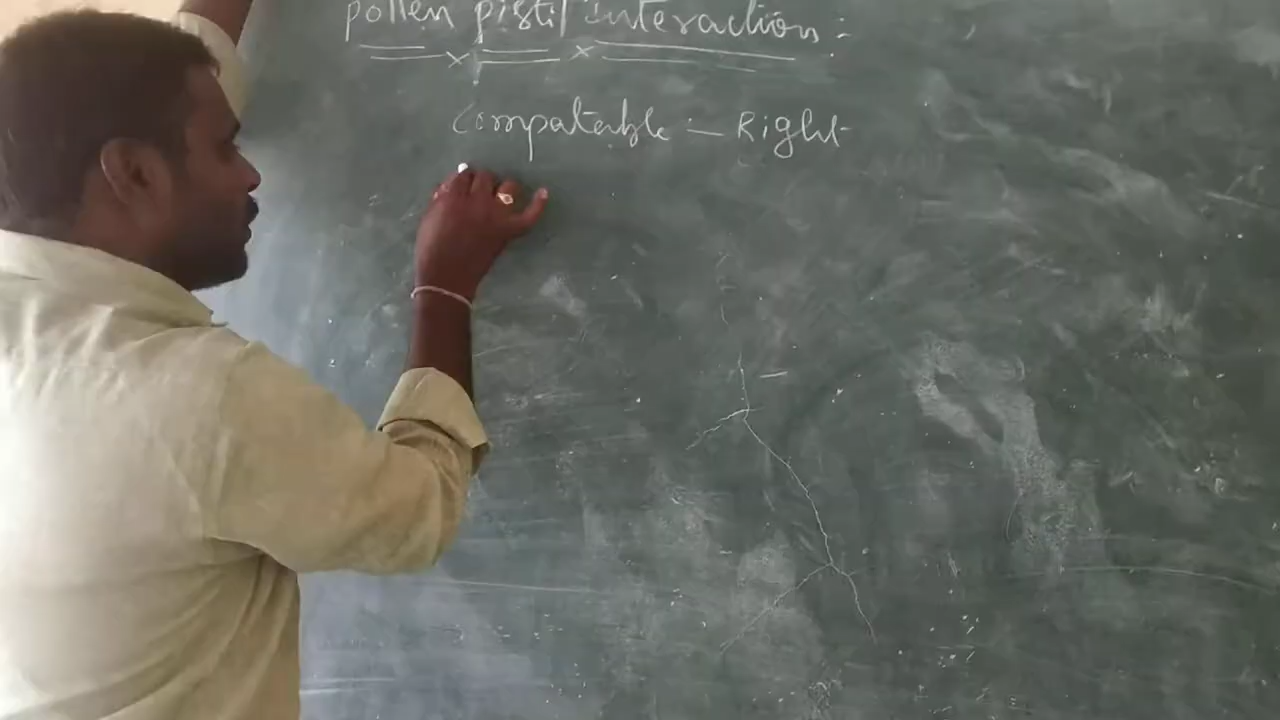 pollen pistil interaction :
Compatable – Right